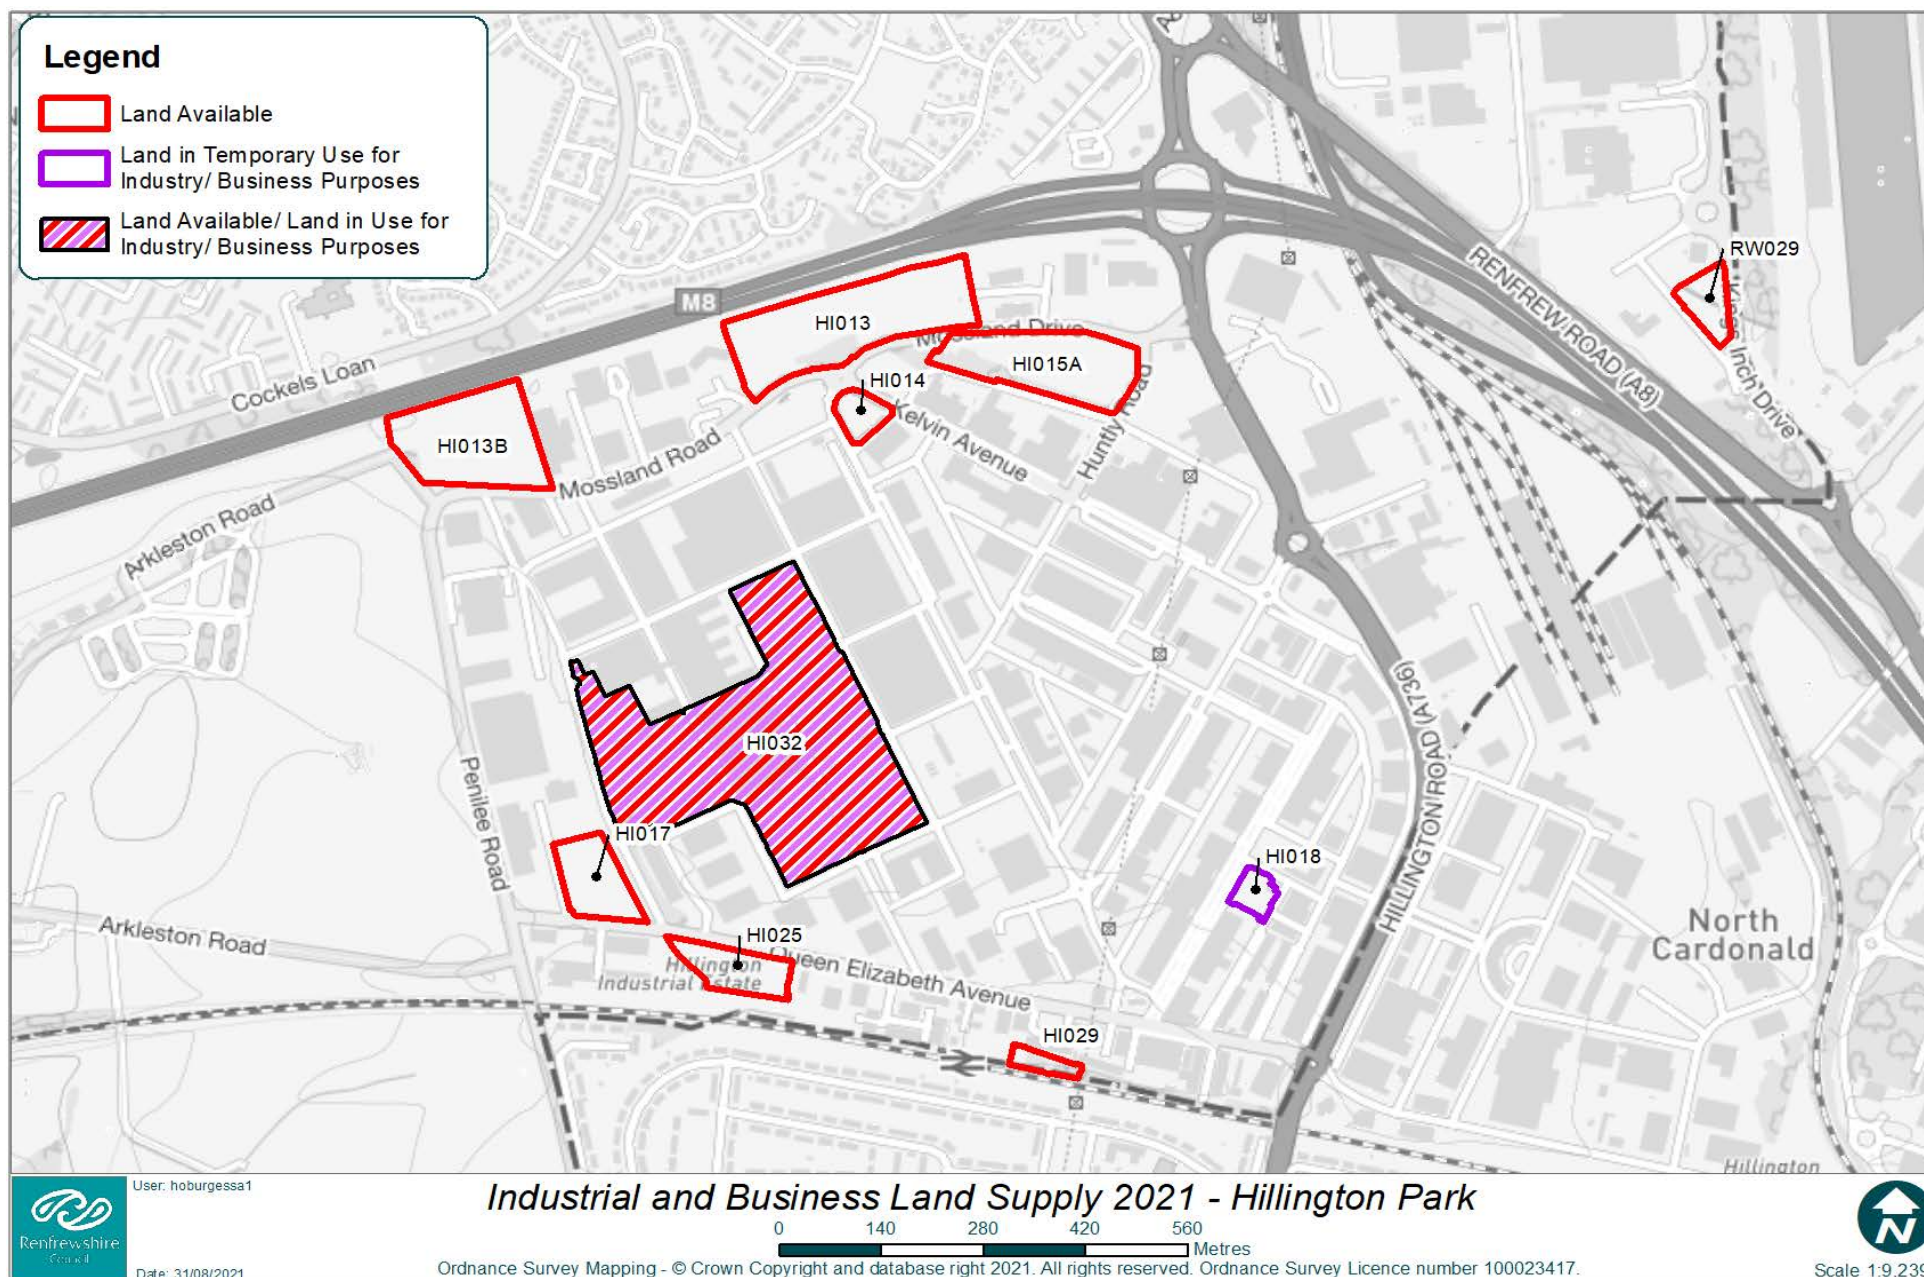 Legend
Land Available
Land in Temporary Use for
Industry/ Business Purposes
Land Available/ Land in Use for
Industry/ Business Purposes
M8
RENFREW ROAD (A8)
RW029
Kings Inch Drive
HI013
Mossland Drive
HI015A
HI014
Kelvin Avenue
Huntly Road
Cockels Loan
HI013B
Mossland Road
Arkleston Road
HILLINGTON ROAD (A736)
HI032
Penilee Road
HI017
HI018
Arkleston Road
HI025
Queen Elizabeth Avenue
Hillington
Industrial Estate
North
Cardonald
HI029
Hillington
Renfrewshire
Council
User: hoburgessa1
Date: 31/08/2021
Industrial and Business Land Supply 2021 - Hillington Park
0 140 280 420 560
Metres
Ordnance Survey Mapping - © Crown Copyright and database right 2021. All rights reserved. Ordnance Survey Licence number 100023417.
N
Scale 1:9,239